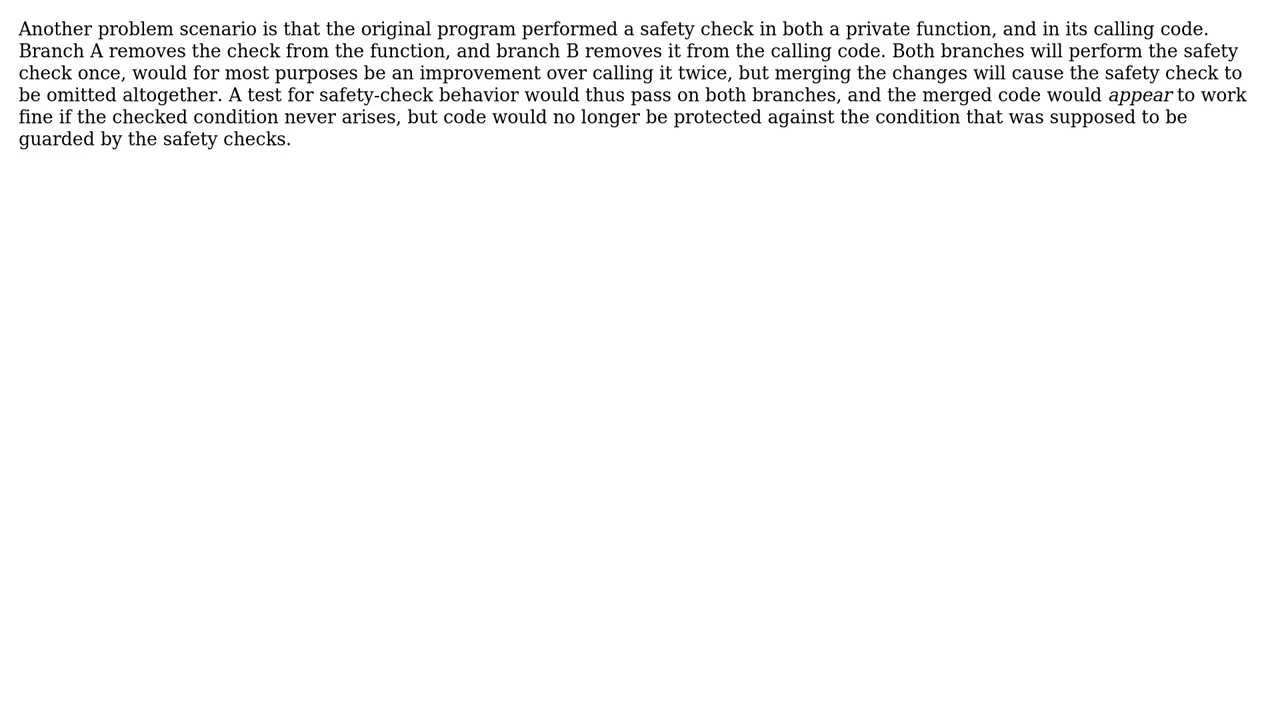 Another problem scenario is that the original program performed a safety check in both a private function, and in its calling code.
Branch A removes the check from the function, and branch B removes it from the calling code. Both branches will perform the safety
check once, would for most purposes be an improvement over calling it twice, but merging the changes will cause the safety check to
be omitted altogether. A test for safety-check behavior would thus pass on both branches, and the merged code would appear to work
fine if the checked condition never arises, but code would no longer be protected against the condition that was supposed to be
guarded by the safety checks.